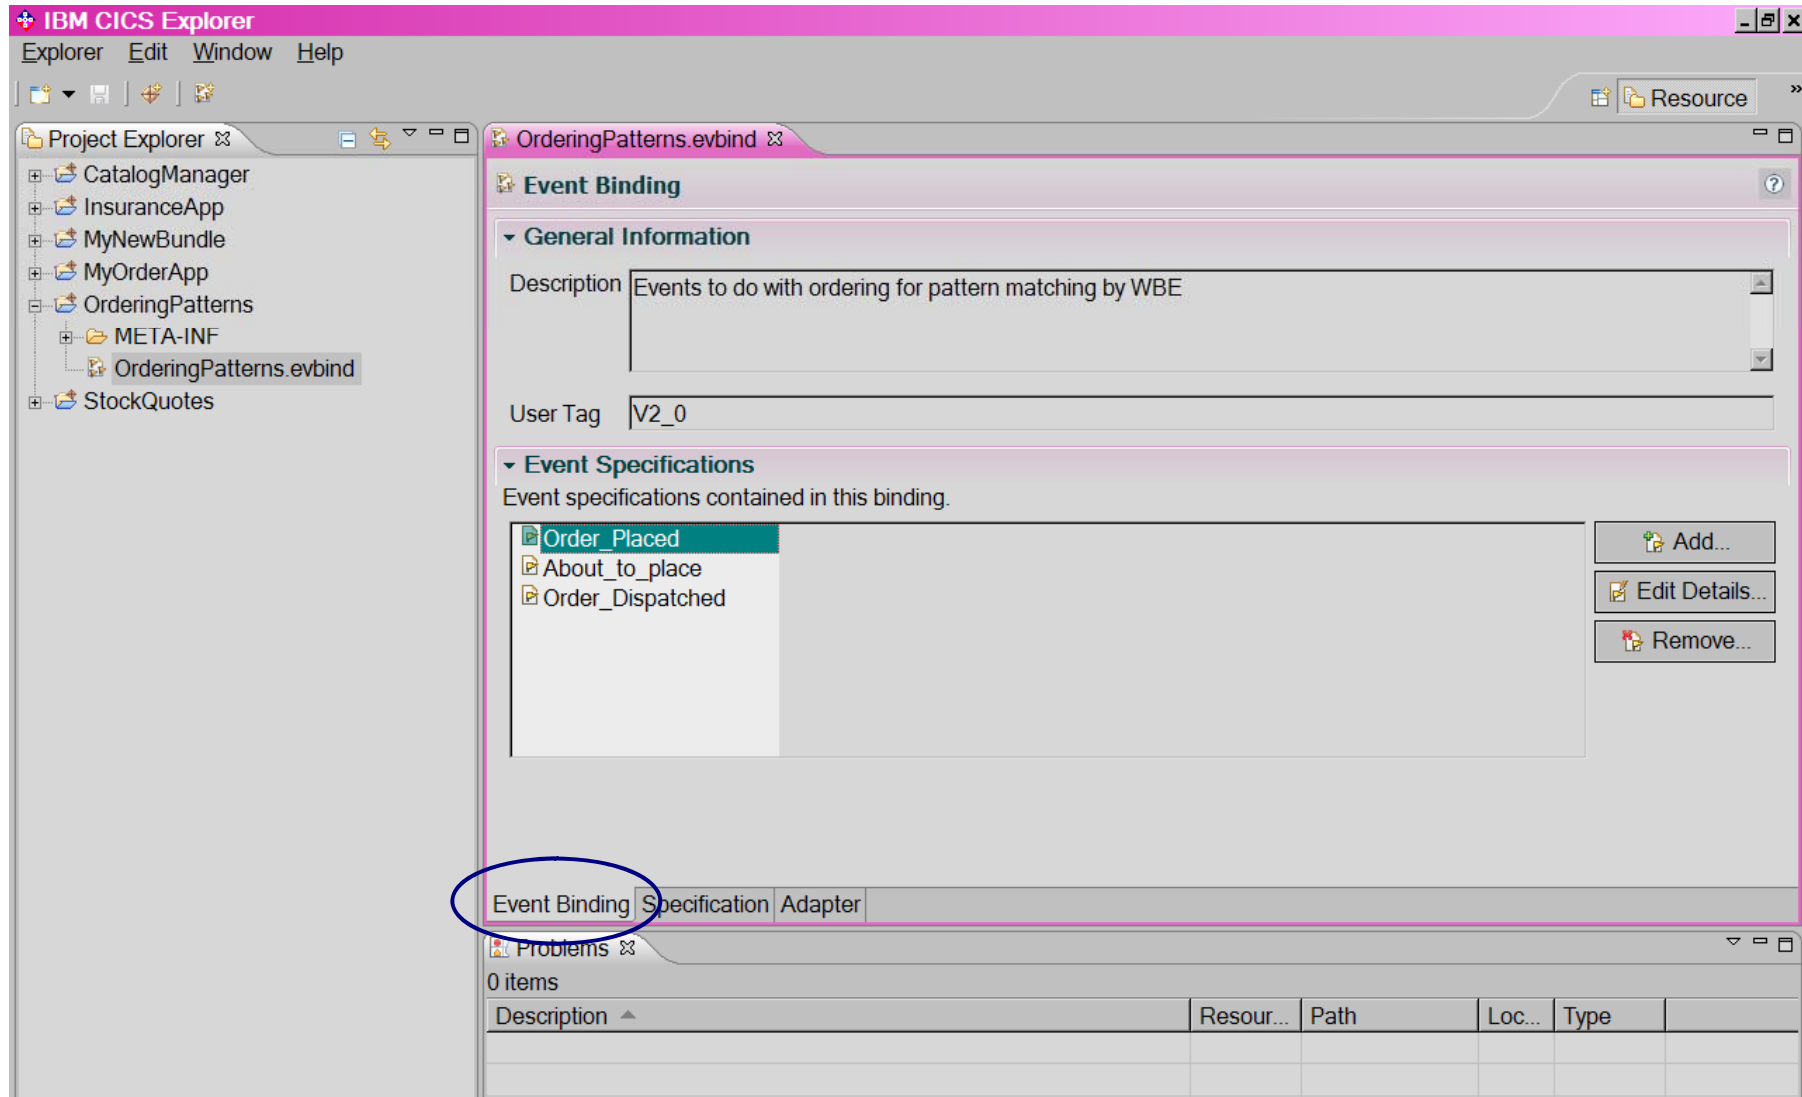 IBM CICS Explorer
Explorer Edit Window Help
Resource
Project Explorer
CatalogManager
InsuranceApp
MyNewBundle
MyOrderApp
OrderingPatterns
META-INF
OrderingPatterns.evbind
StockQuotes
OrderingPatterns.evbind
Event Binding
General Information
Description Events to do with ordering for pattern matching by WBE
User Tag V2_0
Event Specifications
Event specifications contained in this binding.
Order_Placed
About_to_place
Order_Dispatched
Add...
Edit Details...
Remove...
Event Binding Specification Adapter
Problems
0 items
Description Resour... Path Loc... Type